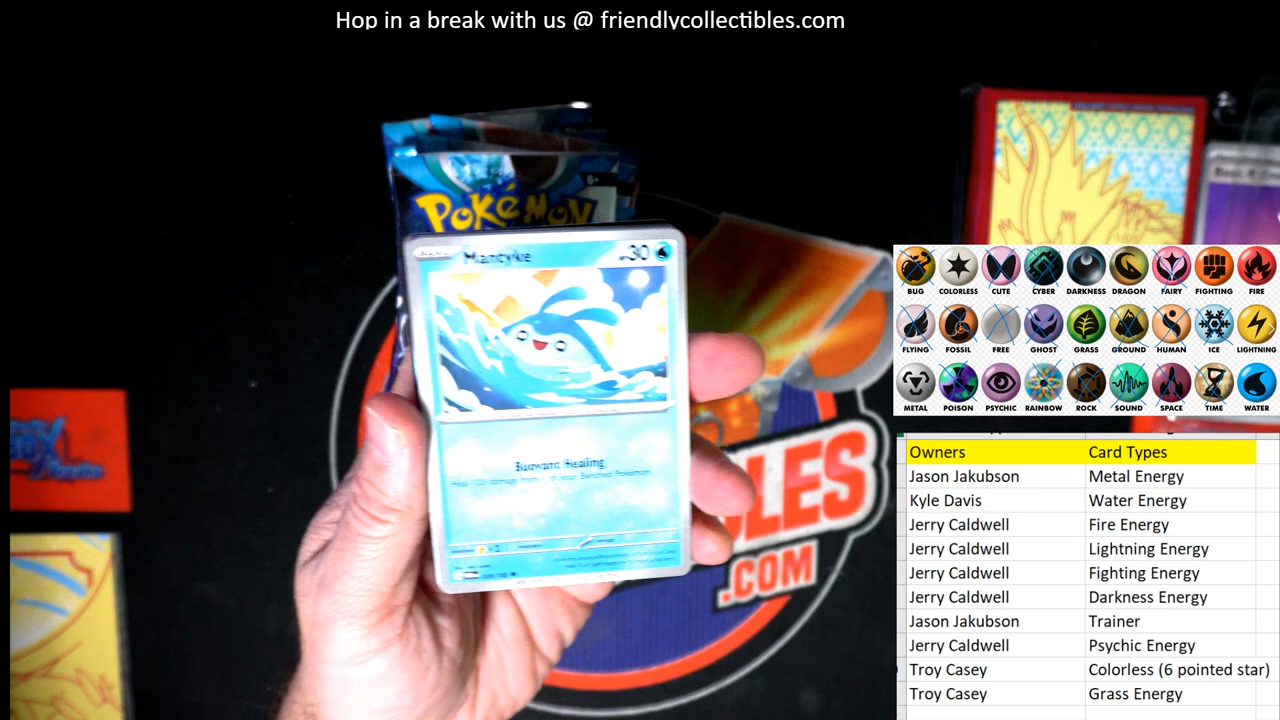 Hop in a break with us @ friendlycollectibles.com
6+
POKéMON
Mantyke
30
Buoyant Healing
BLES
.COM
BUG COLORLESS CUTE CYBER DARKNESS DRAGON FAIRY FIGHTING FIRE
FLYING FOSSIL FREE GHOST GRASS GROUND HUMAN ICE LIGHTNING
METAL POISON PSYCHIC RAINBOW ROCK SOUND SPACE TIME WATER
Owners Card Types
Jason Jakubson Metal Energy
Kyle Davis Water Energy
Jerry Caldwell Fire Energy
Jerry Caldwell Lightning Energy
Jerry Caldwell Fighting Energy
Jerry Caldwell Darkness Energy
Jason Jakubson Trainer
Jerry Caldwell Psychic Energy
Troy Casey Colorless (6 pointed star)
Troy Casey Grass Energy